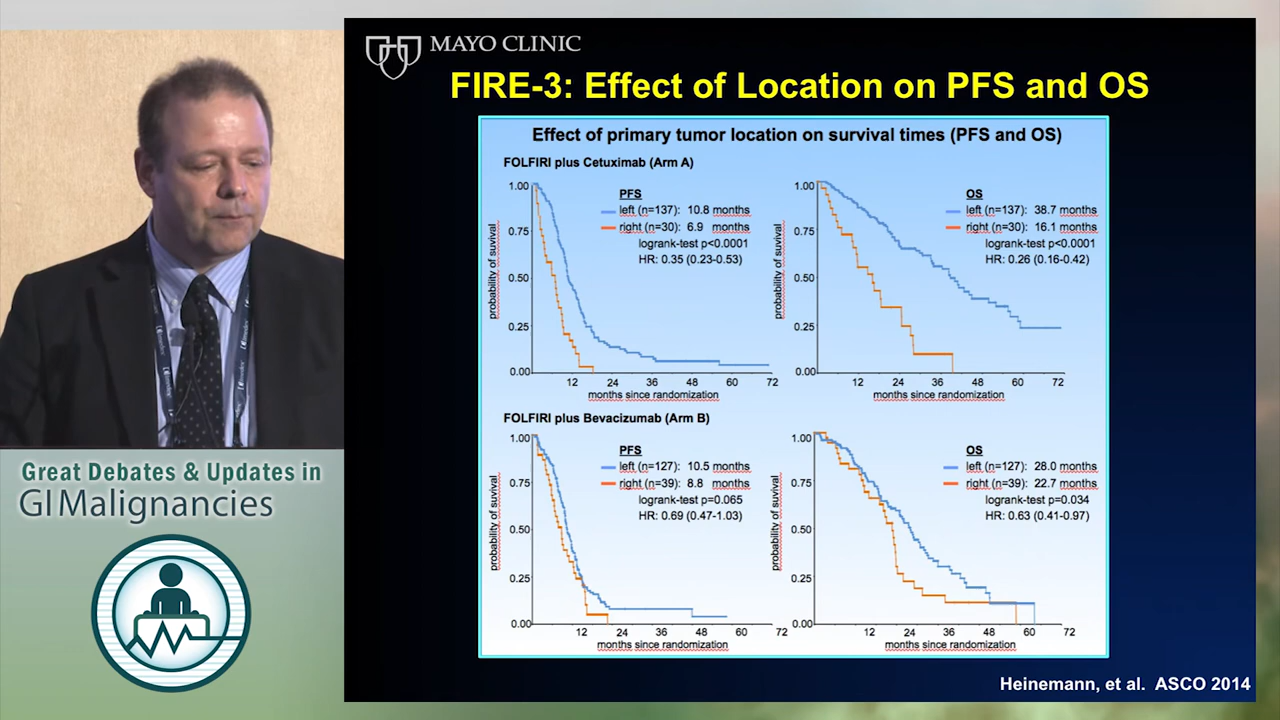 MAYO CLINIC
FIRE-3: Effect of Location on PFS and OS
Effect of primary tumor location on survival times (PFS and OS)
FOLFIRI plus Cetuximab (Arm A)
PFS
left (n=137): 10.8 months
right (n=30): 6.9 months
logrank-test p<0.0001
HR: 0.35 (0.23-0.53)
probability of suvival
1.00
0.75
0.50
0.25
0.00
12 24 36 48 60 72
months since randomization
OS
left (n=137): 38.7 months
right (n=30): 16.1 months
logrank-test p<0.0001
HR: 0.26 (0.16-0.42)
probability of suvival
1.00
0.75
0.50
0.25
0.00
12 24 36 48 60 72
months since randomization
FOLFIRI plus Bevacizumab (Arm B)
PFS
left (n=127): 10.5 months
right (n=39): 8.8 months
logrank-test p=0.065
HR: 0.69 (0.47-1.03)
probability of suvival
1.00
0.75
0.50
0.25
0.00
12 24 36 48 60 72
months since randomization
OS
left (n=127): 28.0 months
right (n=39): 22.7 months
logrank-test p=0.034
HR: 0.63 (0.41-0.97)
probability of suvival
1.00
0.75
0.50
0.25
0.00
12 24 36 48 60 72
months since randomization
Heinemann, et al. ASCO 2014
Great Debates & Updates in
GI Malignancies